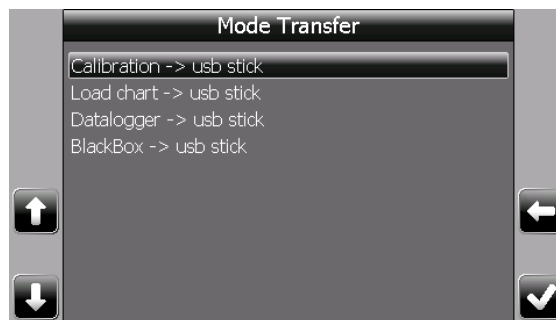 Mode Transfer
Calibration -> usb stick
Load chart -> usb stick
Datalogger -> usb stick
BlackBox -> usb stick